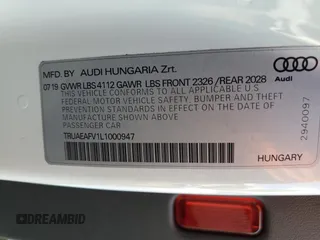 MFD. BY AUDI HUNGARIA Zrt.
07/19 GVWR LBS 4112 GAWR LBS FRONT 2326 /REAR 2028
THIS VEHICLE CONFORMS TO ALL APPLICABLE FEDERAL
MOTOR VEHICLE SAFETY, BUMPER, AND THEFT PREVENTION
STANDARDS IN EFFECT ON THE DATE OF MANUFACTURE SHOWN ABOVE
PASSENGER CAR
TRUAEAFV1L1000947
Audi
2940097
HUNGARY
DREAMBID